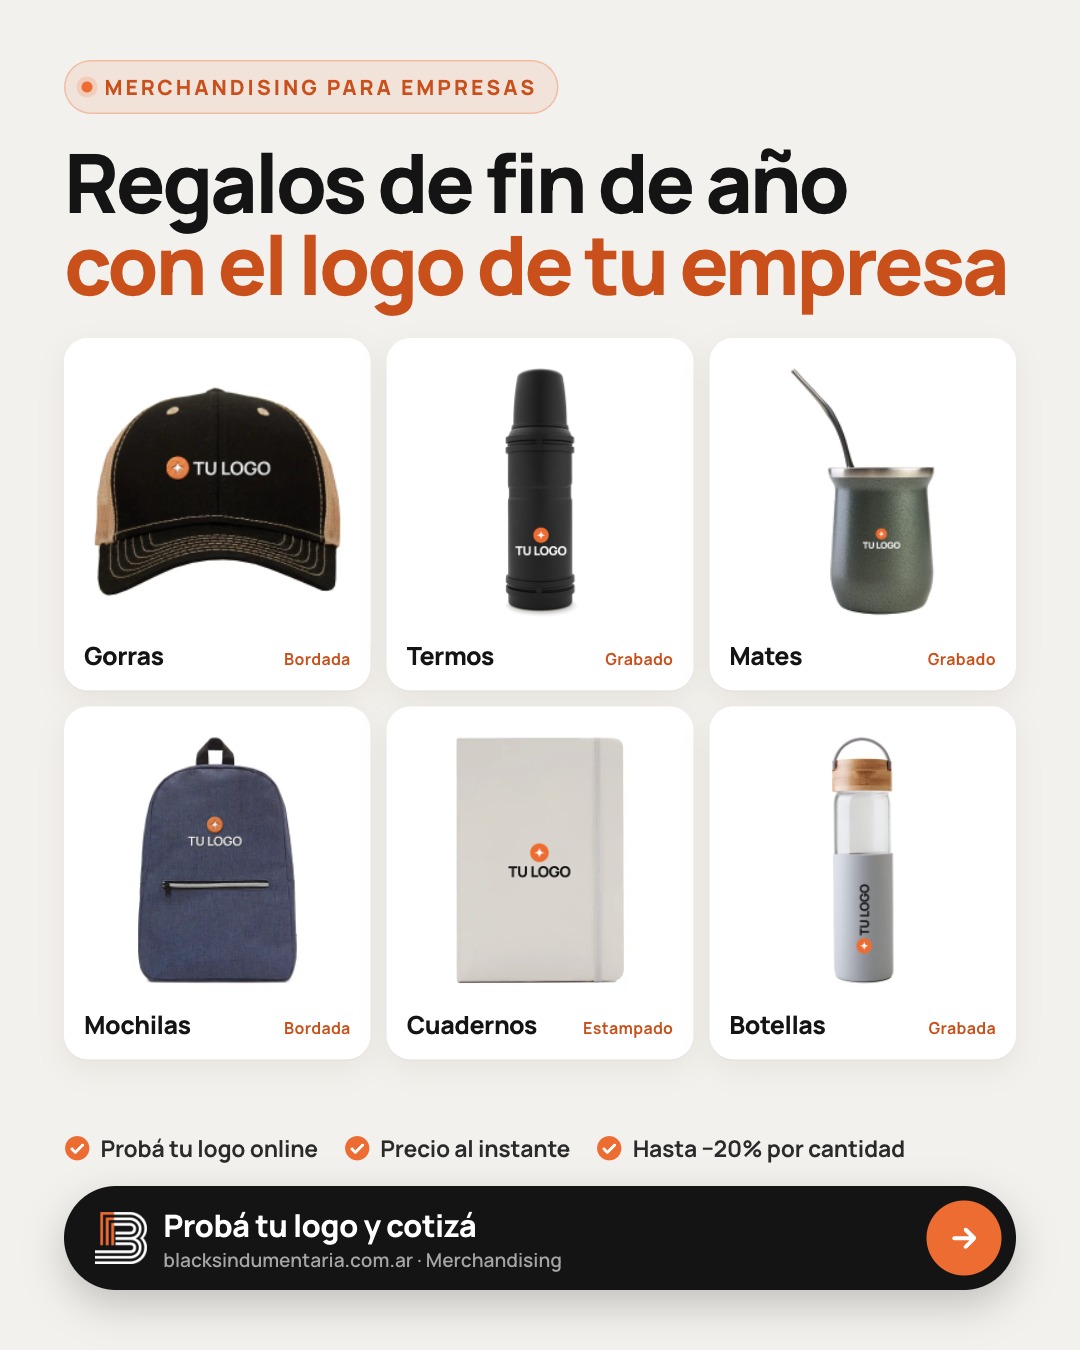 MERCHANDISING PARA EMPRESAS
Regalos de fin de año
con el logo de tu empresa
TU LOGO
Gorras Bordada
TU LOGO
Termos Grabado
TU LOGO
Mates Grabado
TU LOGO
Mochilas Bordada
TU LOGO
Cuadernos Estampado
TU LOGO
Botellas Grabada
Probá tu logo online Precio al instante Hasta −20% por cantidad
Probá tu logo y cotizá
blacksindumentaria.com.ar · Merchandising